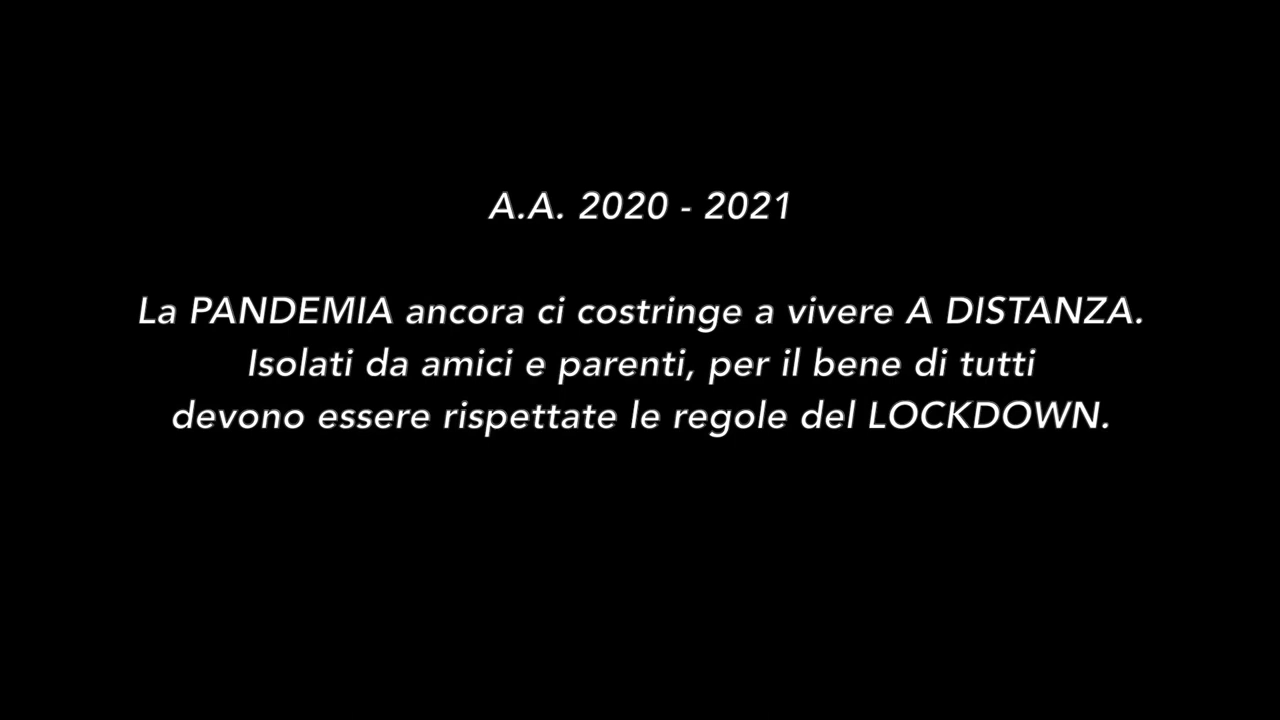 A.A. 2020 - 2021
La PANDEMIA ancora ci costringe a vivere A DISTANZA.
Isolati da amici e parenti, per il bene di tutti
devono essere rispettate le regole del LOCKDOWN.